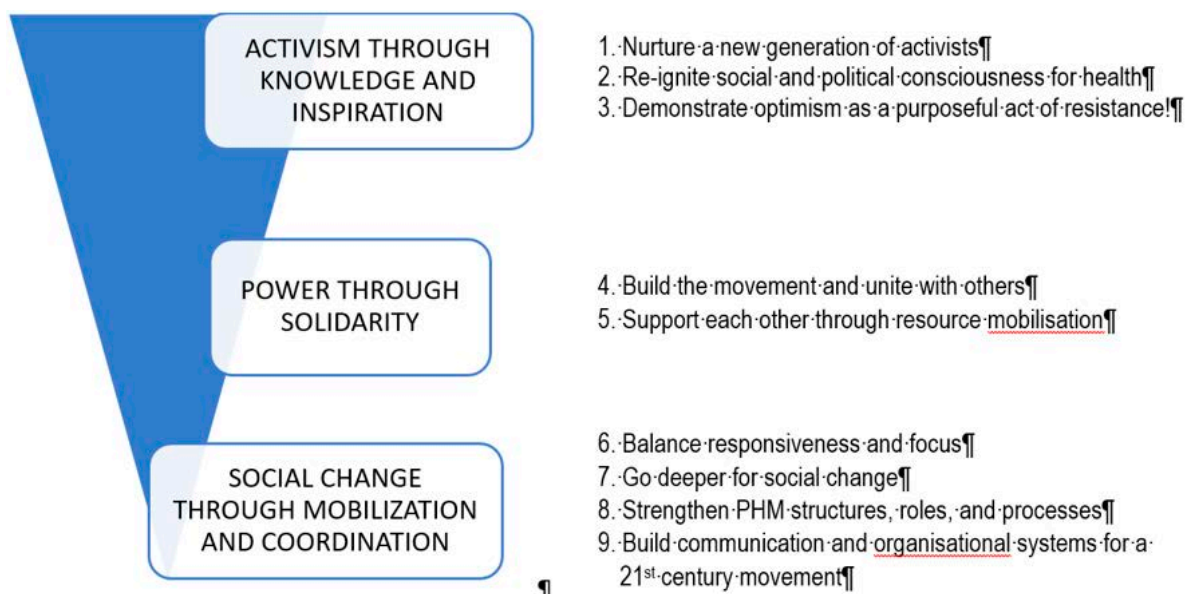 ACTIVISM THROUGH
KNOWLEDGE AND
INSPIRATION
1.·Nurture·a·new·generation·of·activists¶
2.·Re-ignite·social·and·political·consciousness·for·health¶
3.·Demonstrate·optimism·as·a·purposeful·act·of·resistance!¶
POWER THROUGH
SOLIDARITY
4.·Build·the·movement·and·unite·with·others¶
5.·Support·each·other·through·resource·mobilisation¶
SOCIAL CHANGE
THROUGH MOBILIZATION
AND COORDINATION
6.·Balance·responsiveness·and·focus¶
7.·Go·deeper·for·social·change¶
8.·Strengthen·PHM·structures,·roles,·and·processes¶
9.·Build·communication·and·organisational·systems·for·a·
21st·century·movement¶
¶